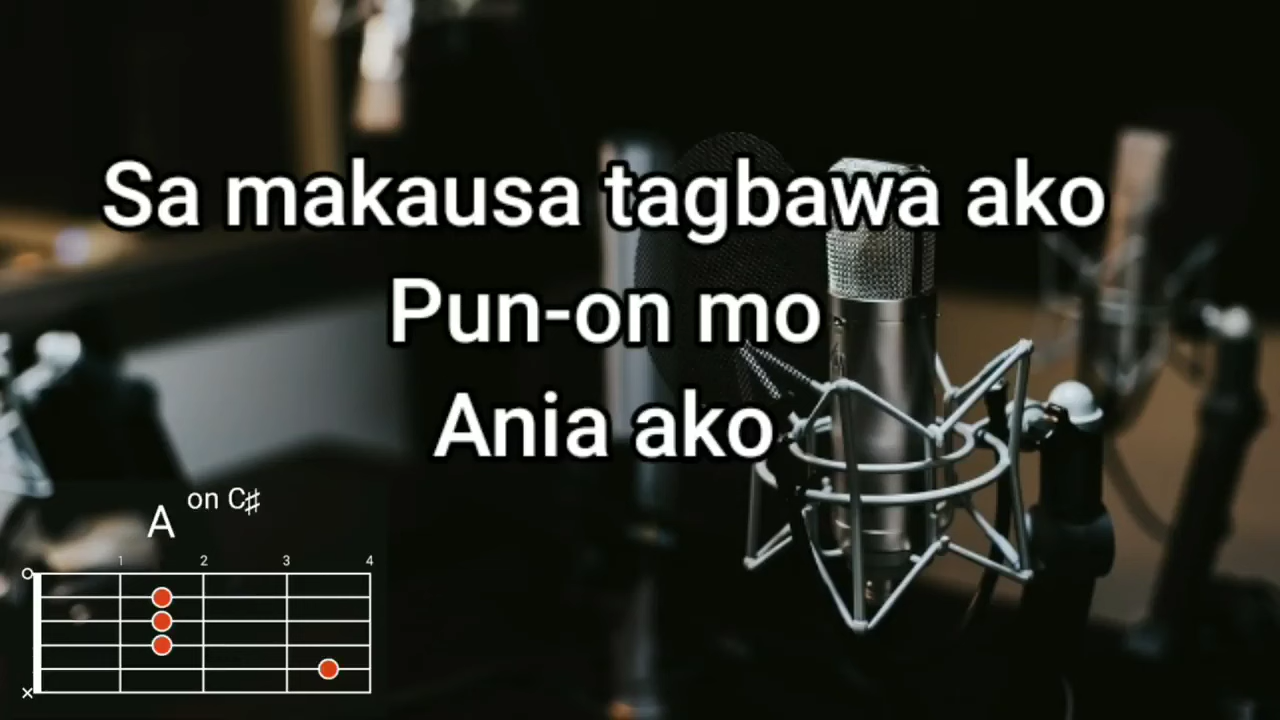 Sa makausa tagbawa ako
Pun-on mo
Ania ako
A on C♯
1 2 3 4
o
x